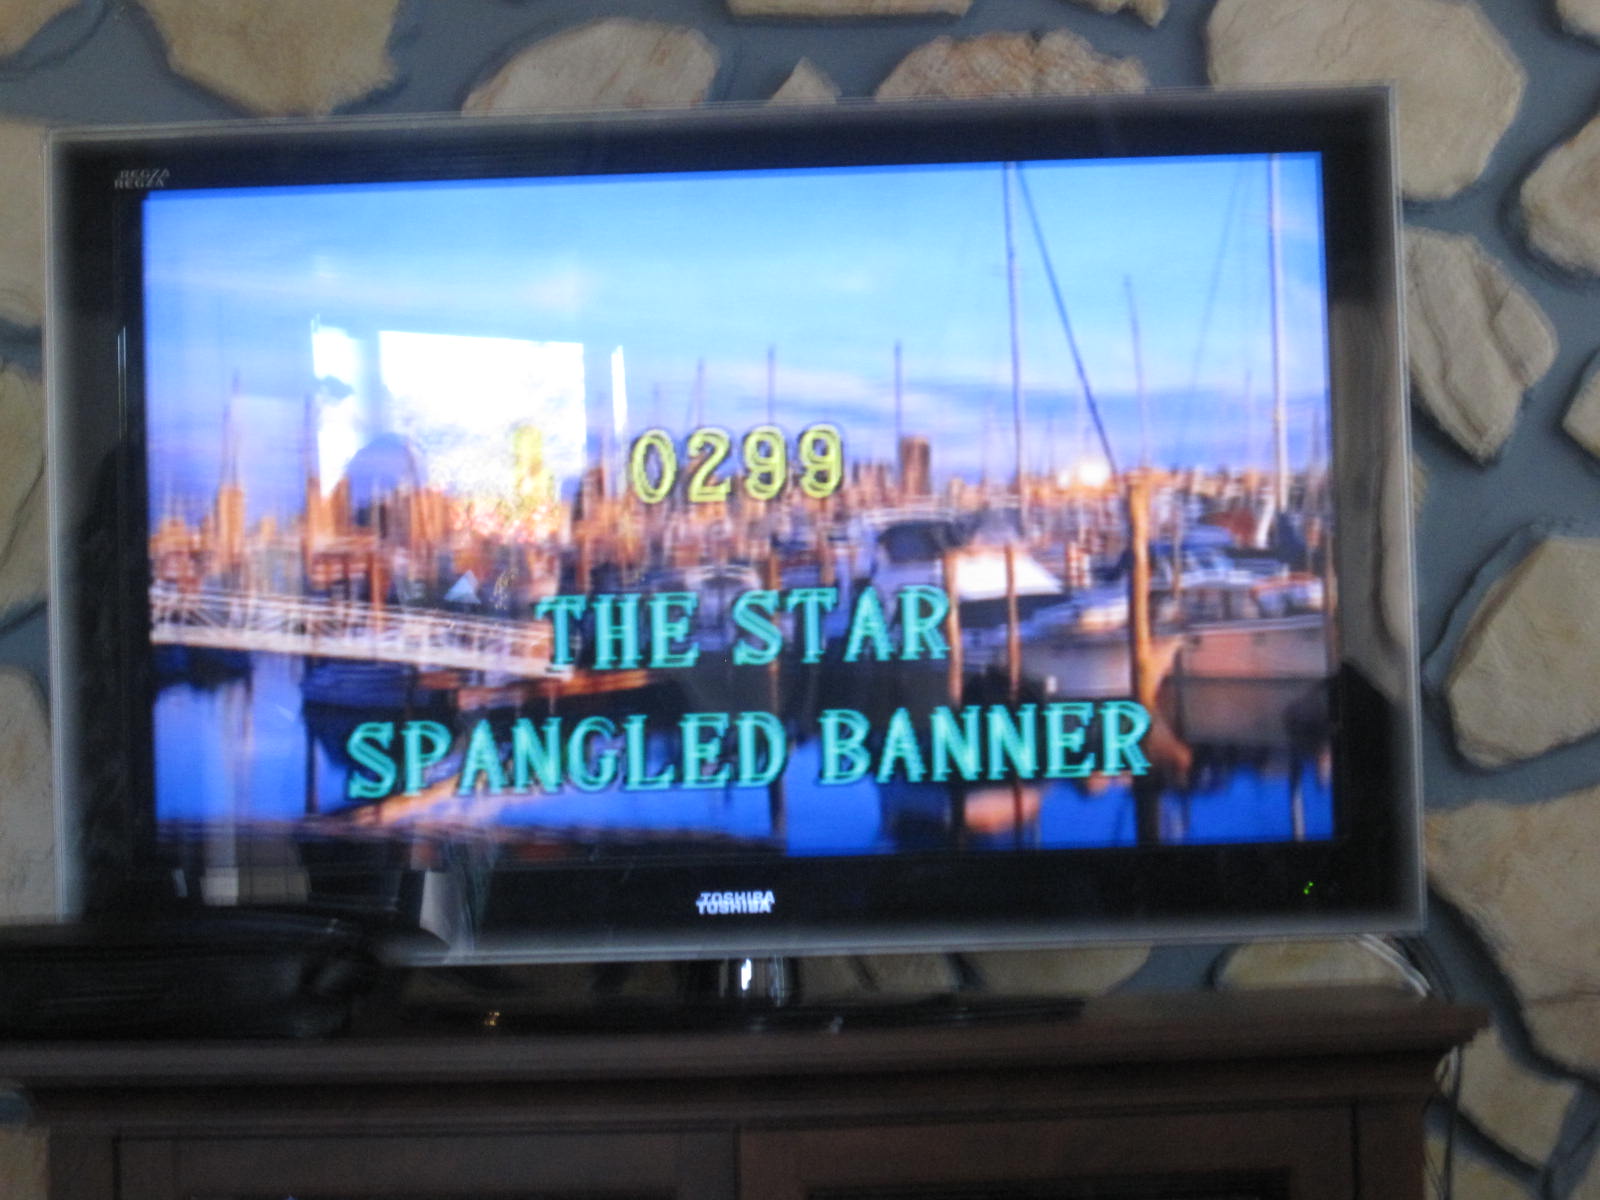 REGZA
0299
THE STAR
SPANGLED BANNER
TOSHIBA